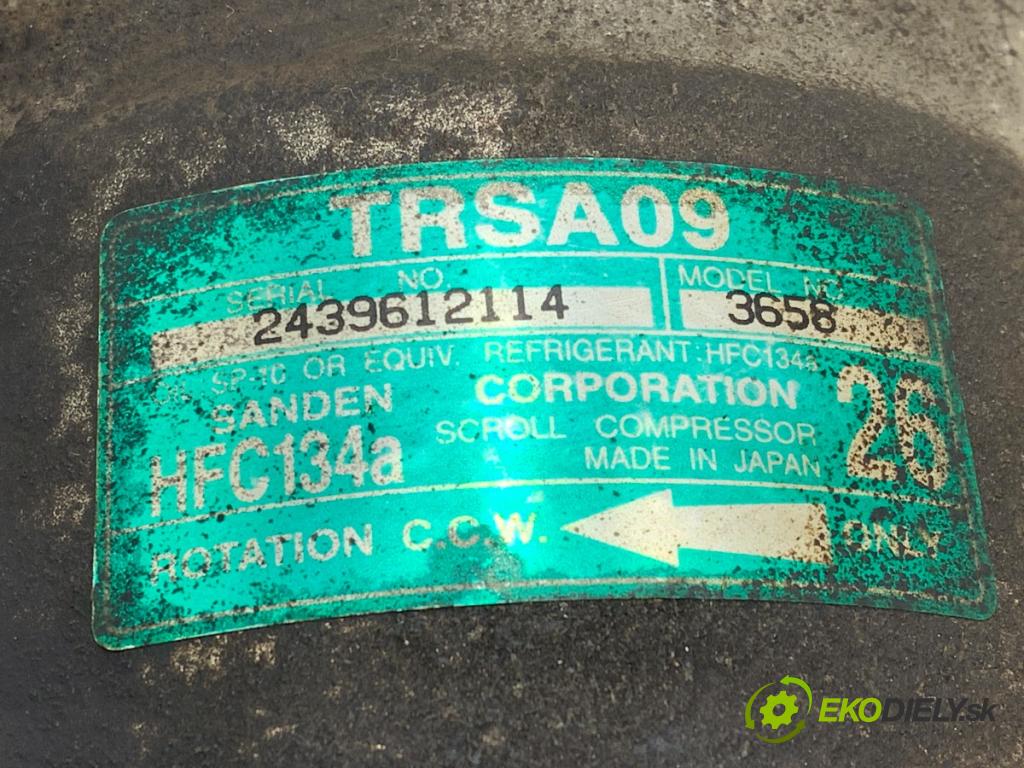 TRSA09
SERIAL NO. MODEL NO.
2439612114 3658
OIL SP-10 OR EQUIV. REFRIGERANT:HFC134a
SANDEN CORPORATION 26
HFC134a SCROLL COMPRESSOR
MADE IN JAPAN
ROTATION C.C.W. ONLY
EKODIELY.sk